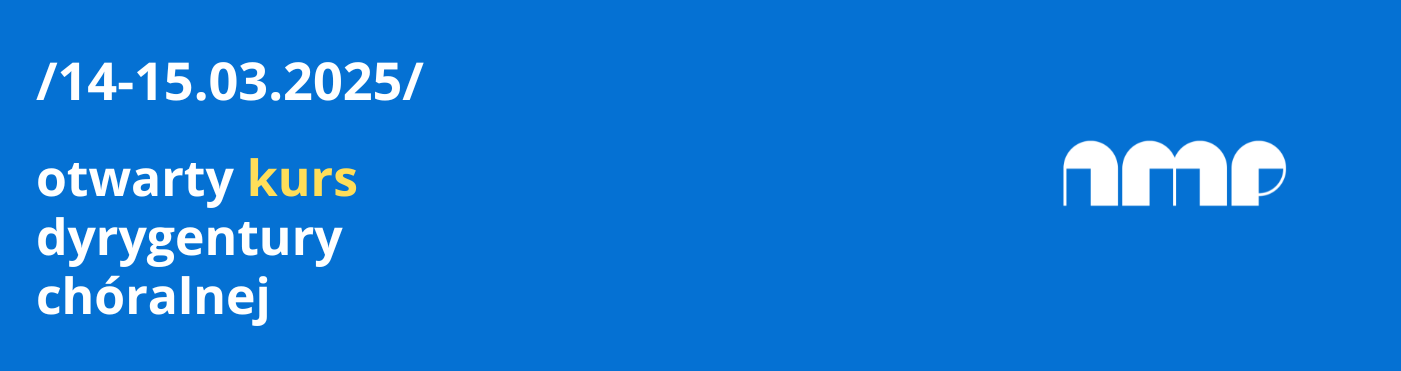 /14-15.03.2025/
otwarty kurs
dyrygentury
chóralnej
amp